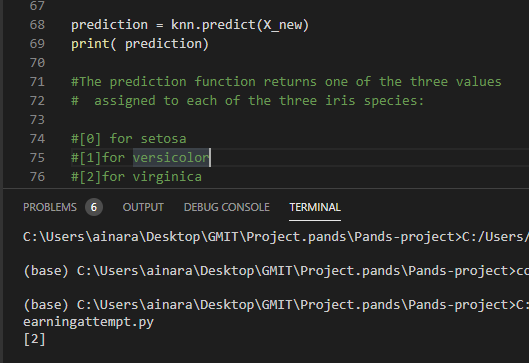 67
68 prediction = knn.predict(X_new)
69 print( prediction)
70
71 #The prediction function returns one of the three values
72 #  assigned to each of the three iris species:
73
74 #[0] for setosa
75 #[1]for versicolor
76 #[2]for virginica
PROBLEMS 6 OUTPUT DEBUG CONSOLE TERMINAL
C:\Users\ainara\Desktop\GMIT\Project.pands\Pands-project>C:/Users/
(base) C:\Users\ainara\Desktop\GMIT\Project.pands\Pands-project>co
(base) C:\Users\ainara\Desktop\GMIT\Project.pands\Pands-project>C:
earningattempt.py
[2]